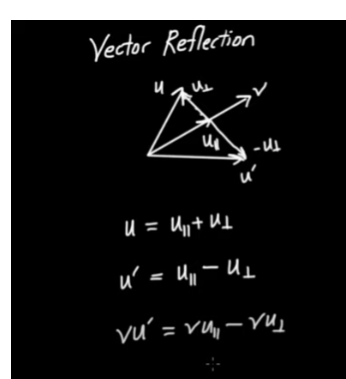 Vector Reflection
u u⊥ v
u∥ -u⊥
u′
u = u∥ + u⊥
u′ = u∥ − u⊥
vu′ = vu∥ − vu⊥